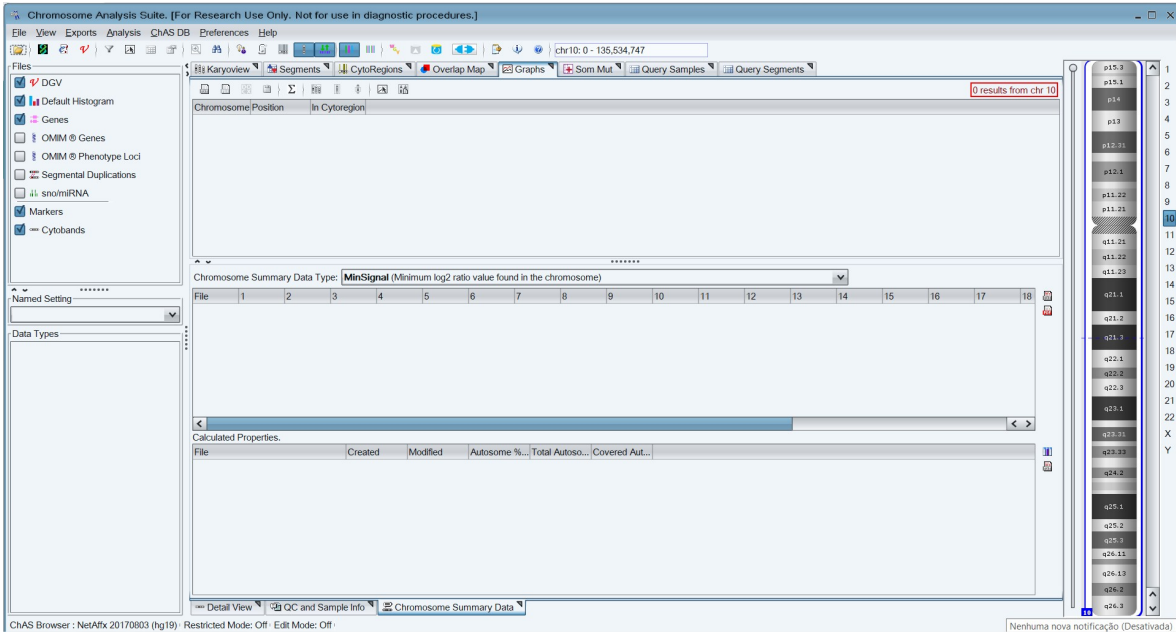 Chromosome Analysis Suite. [For Research Use Only. Not for use in diagnostic procedures.]
File View Exports Analysis ChAS DB Preferences Help
chr10: 0 - 135,534,747
Files
DGV
Default Histogram
Genes
OMIM ® Genes
OMIM ® Phenotype Loci
Segmental Duplications
sno/miRNA
Markers
Cytobands
Named Setting
Data Types
Karyoview Segments CytoRegions Overlap Map Graphs Som Mut Query Samples Query Segments
0 results from chr 10
Chromosome Position In Cytoregion
Chromosome Summary Data Type: MinSignal (Minimum log2 ratio value found in the chromosome)
File 1 2 3 4 5 6 7 8 9 10 11 12 13 14 15 16 17 18
Calculated Properties.
File Created Modified Autosome %... Total Autoso... Covered Aut...
Detail View QC and Sample Info Chromosome Summary Data
p15.3
p15.1
p14
p13
p12.31
p12.1
p11.22
p11.21
q11.21
q11.22
q11.23
q21.1
q21.2
q21.3
q22.1
q22.2
q22.3
q23.1
q23.31
q23.33
q24.2
q25.1
q25.2
q25.3
q26.11
q26.13
q26.2
q26.3
10
1
2
3
4
5
6
7
8
9
10
11
12
13
14
15
16
17
18
19
20
21
22
X
Y
ChAS Browser : NetAffx 20170803 (hg19) Restricted Mode: Off Edit Mode: Off
Nenhuma nova notificação (Desativada)